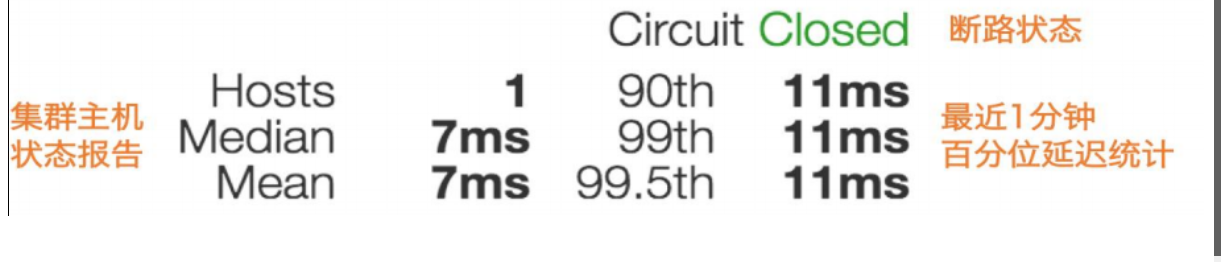 Circuit Closed 断路状态
集群主机
状态报告
Hosts 1 90th 11ms
Median 7ms 99th 11ms
Mean 7ms 99.5th 11ms
最近1分钟
百分位延迟统计